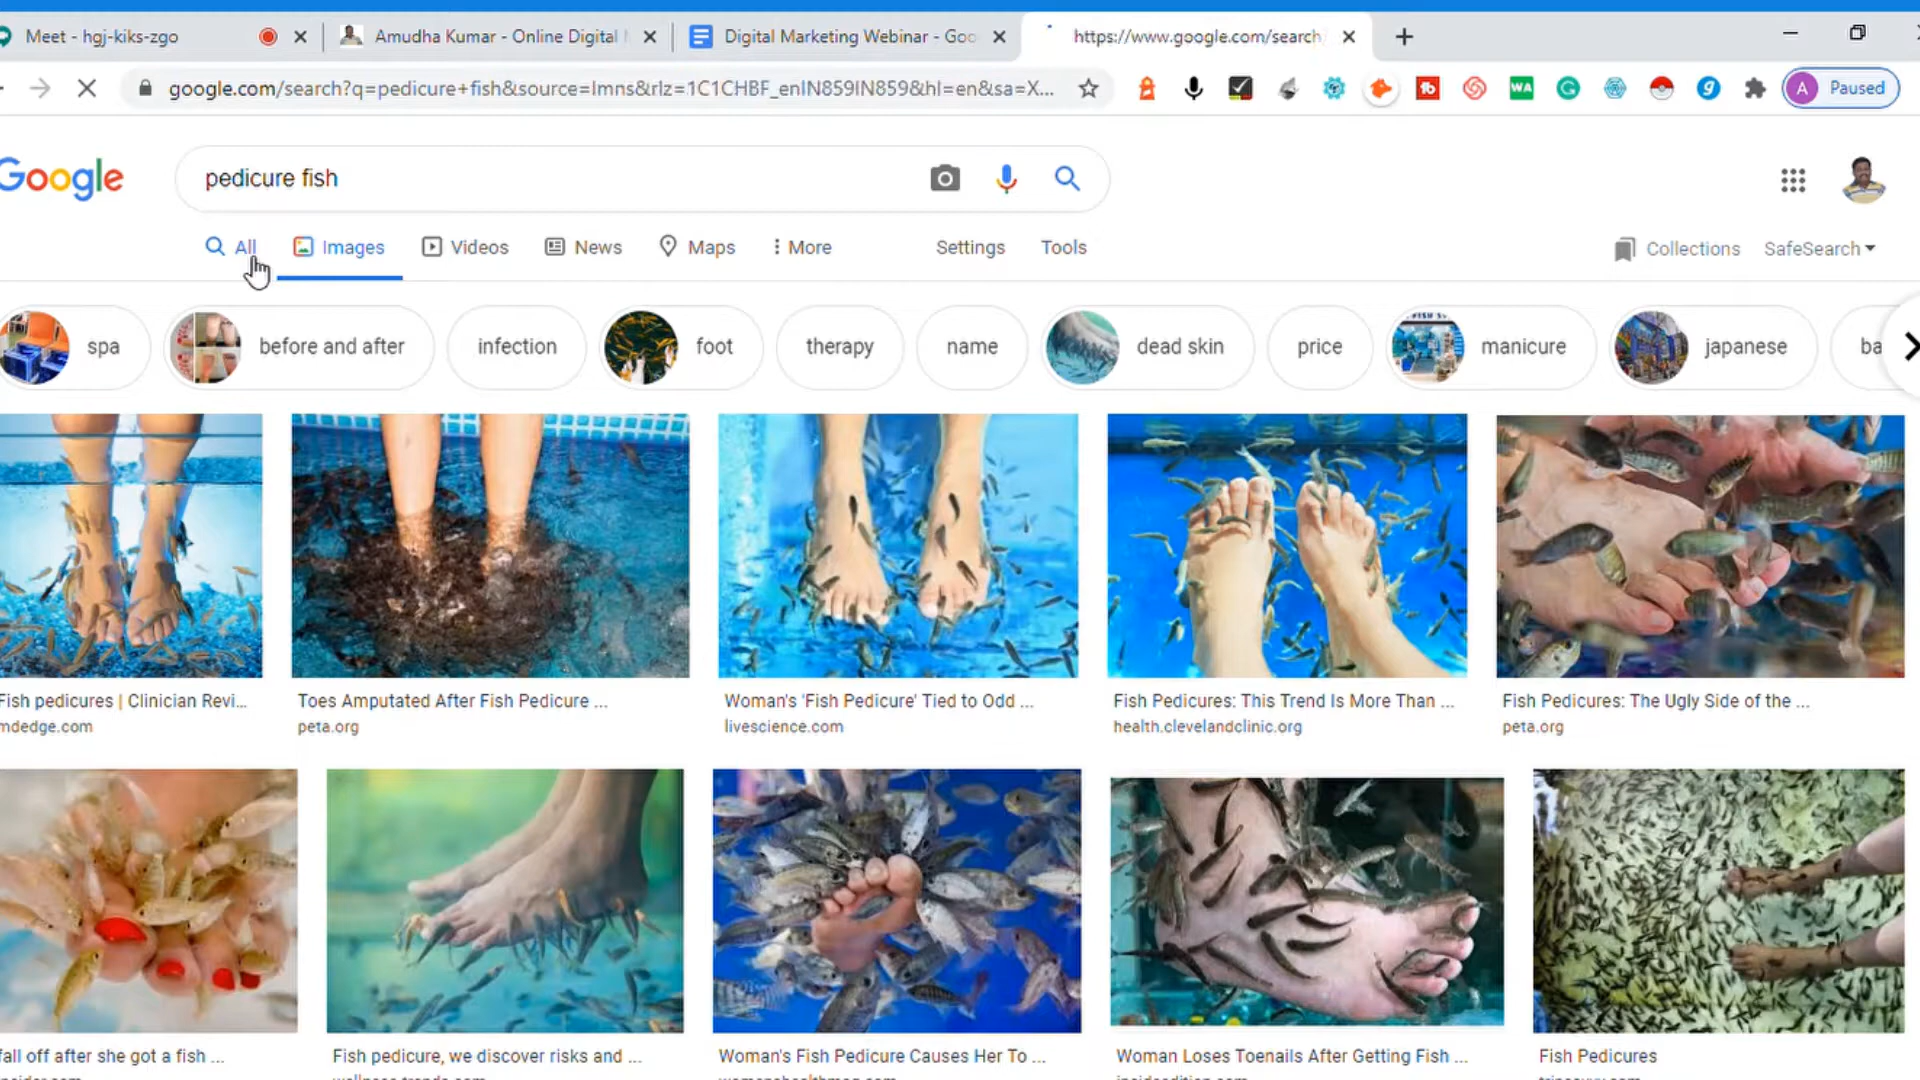 Meet - hgj-kiks-zgo
Amudha Kumar - Online Digital
Digital Marketing Webinar - Goo
https://www.google.com/search
google.com/search?q=pedicure+fish&source=lmns&rlz=1C1CHBF_enIN859IN859&hl=en&sa=X...
A Paused
Google
pedicure fish
All
Images
Videos
News
Maps
More
Settings
Tools
Collections
SafeSearch
spa
before and after
infection
foot
therapy
name
dead skin
price
manicure
japanese
ba
Fish pedicures | Clinician Revi...
mdedge.com
Toes Amputated After Fish Pedicure ...
peta.org
Woman's 'Fish Pedicure' Tied to Odd ...
livescience.com
Fish Pedicures: This Trend Is More Than ...
health.clevelandclinic.org
Fish Pedicures: The Ugly Side of the ...
peta.org
fall off after she got a fish ...
Fish pedicure, we discover risks and ...
Woman's Fish Pedicure Causes Her To ...
Woman Loses Toenails After Getting Fish ...
Fish Pedicures